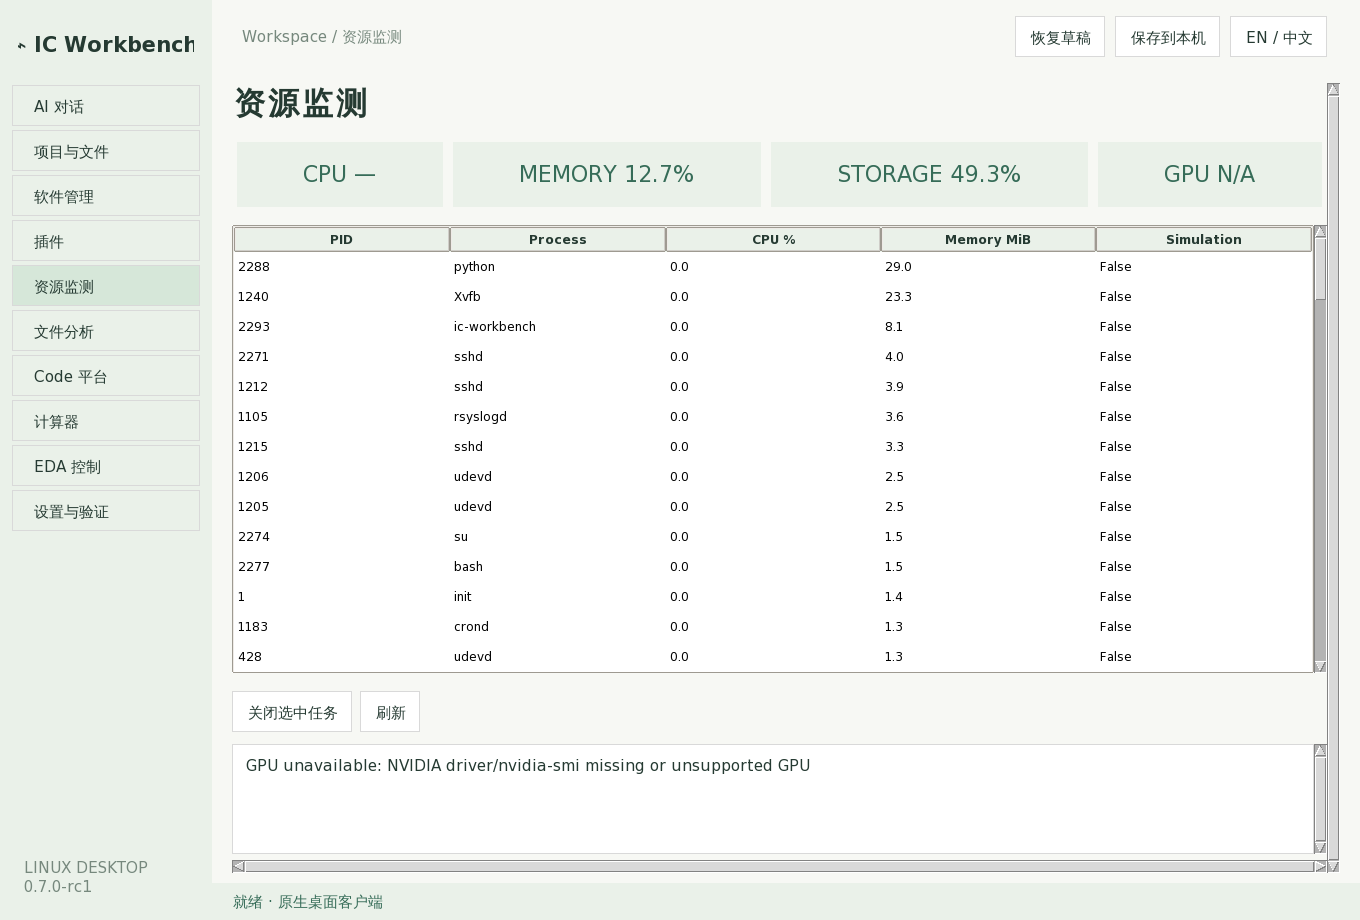 IC Workbench
Workspace / 资源监测
恢复草稿
保存到本机
EN / 中文
AI 对话
项目与文件
软件管理
插件
资源监测
文件分析
Code 平台
计算器
EDA 控制
设置与验证
LINUX DESKTOP
0.7.0-rc1
资源监测
CPU —
MEMORY 12.7%
STORAGE 49.3%
GPU N/A
PID Process CPU % Memory MiB Simulation
2288 python 0.0 29.0 False
1240 Xvfb 0.0 23.3 False
2293 ic-workbench 0.0 8.1 False
2271 sshd 0.0 4.0 False
1212 sshd 0.0 3.9 False
1105 rsyslogd 0.0 3.6 False
1215 sshd 0.0 3.3 False
1206 udevd 0.0 2.5 False
1205 udevd 0.0 2.5 False
2274 su 0.0 1.5 False
2277 bash 0.0 1.5 False
1 init 0.0 1.4 False
1183 crond 0.0 1.3 False
428 udevd 0.0 1.3 False
关闭选中任务
刷新
GPU unavailable: NVIDIA driver/nvidia-smi missing or unsupported GPU
就绪 · 原生桌面客户端